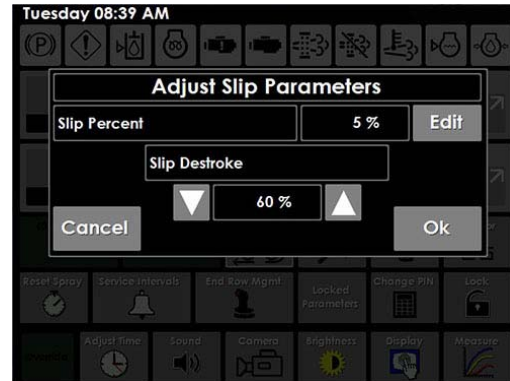 Tuesday 08:39 AM
Adjust Slip Parameters
Slip Percent 5 % Edit
Slip Destroke
60 %
Cancel Ok
Reset Spray Service Intervals End Row Mgmt Locked Parameters Change PIN Lock
Adjust Time Sound Camera Brightness Display Measure